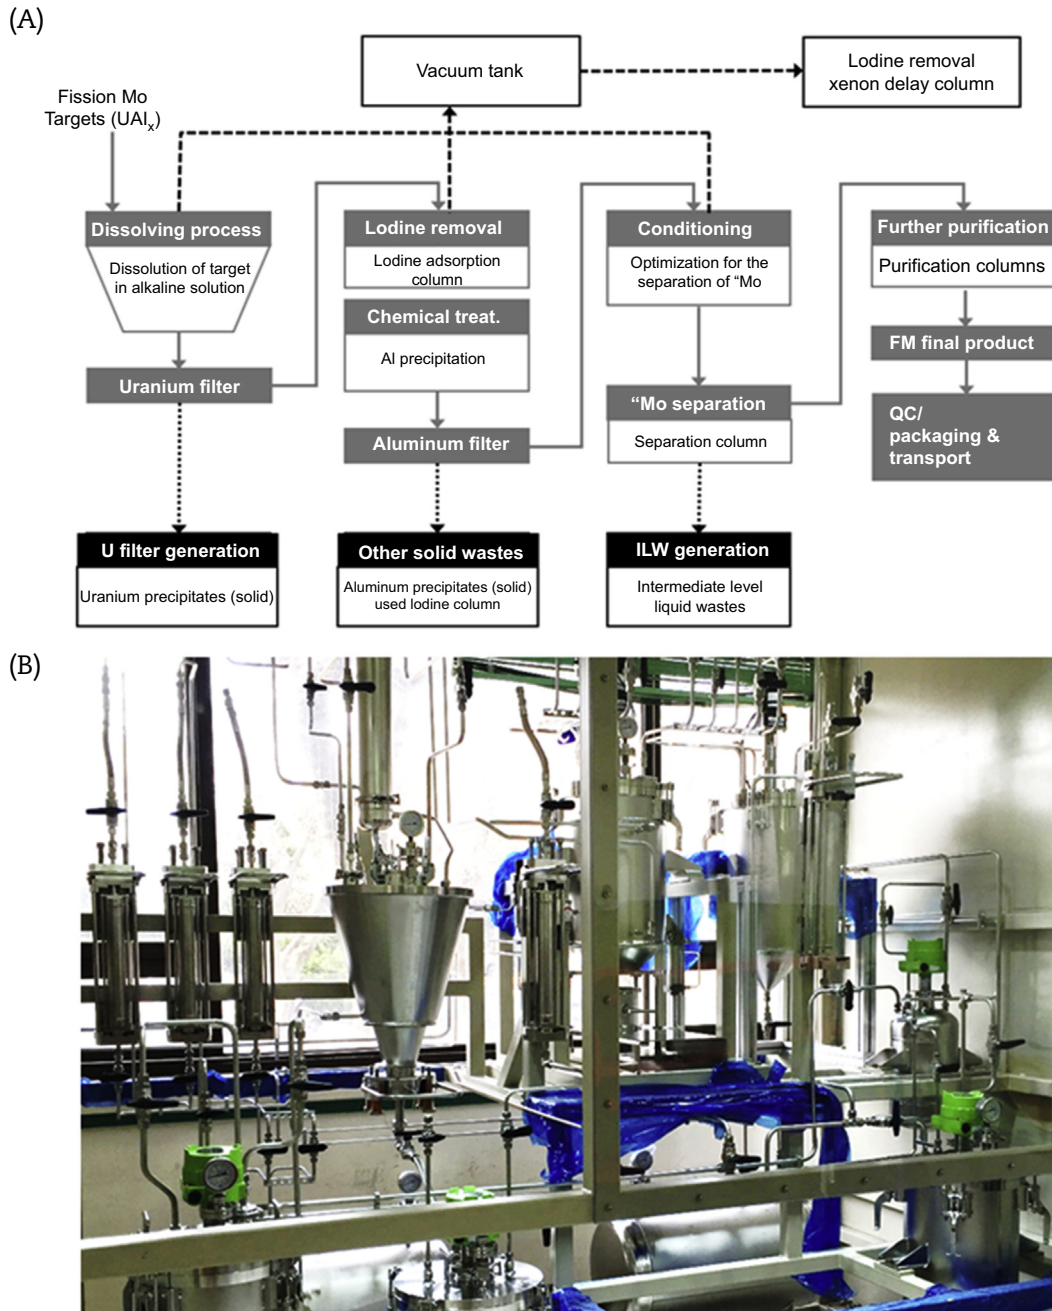 (A)
Vacuum tank
Lodine removal
xenon delay column
Fission Mo
Targets (UAl
x
)
Dissolving process
Dissolution of target
in alkaline solution
Uranium filter
Lodine removal
Lodine adsorption
column
Chemical treat.
Al precipitation
Aluminum filter
Conditioning
Optimization for the
separation of “Mo
“Mo separation
Separation column
Further purification
Purification columns
FM final product
QC/
packaging &
transport
U filter generation
Uranium precipitates (solid)
Other solid wastes
Aluminum precipitates (solid)
used lodine column
ILW generation
Intermediate level
liquid wastes
(B)